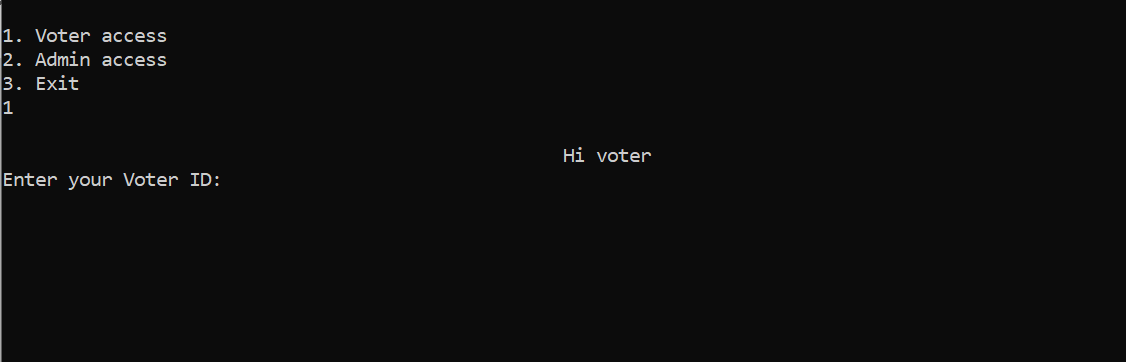 1. Voter access
2. Admin access
3. Exit
1
Hi voter
Enter your Voter ID: